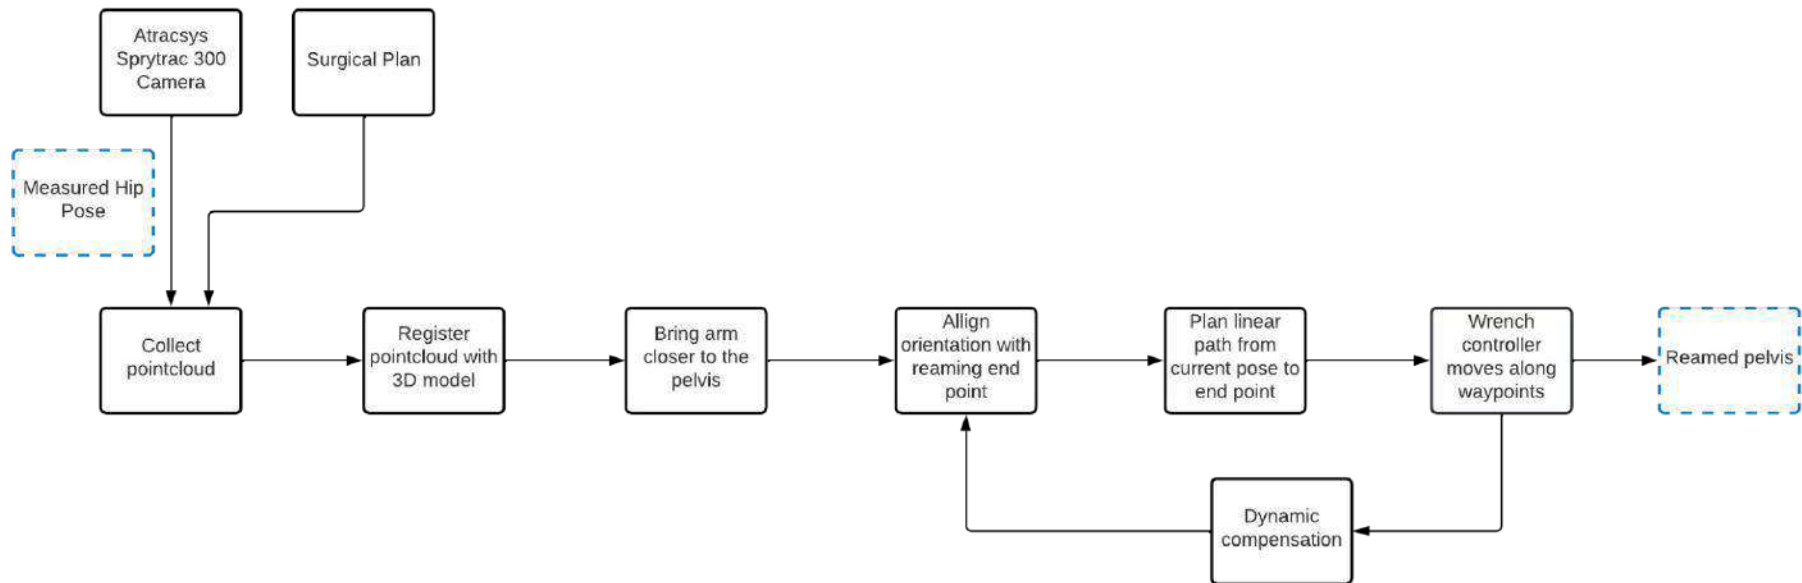 Atracsys
Sprytrac 300
Camera
Surgical Plan
Measured Hip
Pose
Collect
pointcloud
Register
pointcloud with
3D model
Bring arm
closer to the
pelvis
Allign
orientation with
reaming end
point
Plan linear
path from
current pose to
end point
Wrench
controller
moves along
waypoints
Reamed pelvis
Dynamic
compensation